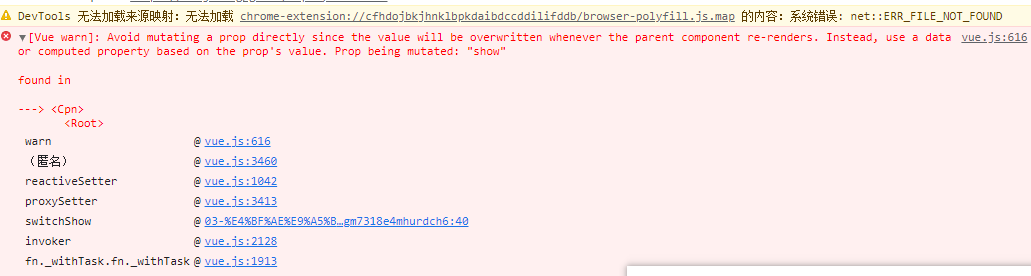 DevTools 无法加载来源映射：无法加载 chrome-extension://cfhdojbkjhnklbpkdaibdccddilifddb/browser-polyfill.js.map 的内容：系统错误：net::ERR_FILE_NOT_FOUND
▼[Vue warn]: Avoid mutating a prop directly since the value will be overwritten whenever the parent component re-renders. Instead, use a data vue.js:616
or computed property based on the prop's value. Prop being mutated: "show"
found in
---> <Cpn>
<Root>
warn @ vue.js:616
（匿名） @ vue.js:3460
reactiveSetter @ vue.js:1042
proxySetter @ vue.js:3413
switchShow @ 03-%E4%BF%AE%E9%A5%B…gm7318e4mhurdch6:40
invoker @ vue.js:2128
fn._withTask.fn._withTask @ vue.js:1913